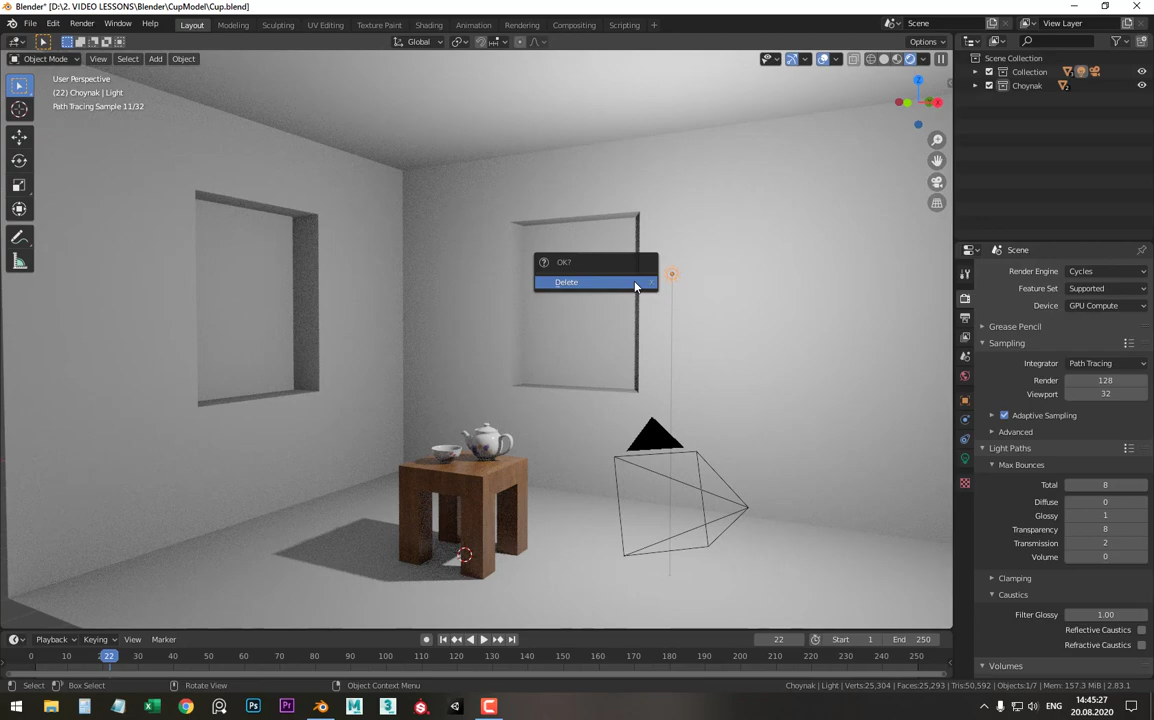 Blender* [D:\2. VIDEO LESSONS\Blender\CupModel\Cup.blend]
File Edit Render Window Help Layout Modeling Sculpting UV Editing Texture Paint Shading Animation Rendering Compositing Scripting + Scene View Layer
Global Options
Object Mode View Select Add Object
User Perspective
(22) Choynak | Light
Path Tracing Sample 11/32
Z
Scene Collection
Collection
Choynak
OK?
Delete X
Scene
Render Engine Cycles
Feature Set Supported
Device GPU Compute
Grease Pencil
Sampling
Integrator Path Tracing
Render 128
Viewport 32
Adaptive Sampling
Advanced
Light Paths
Max Bounces
Total 8
Diffuse 0
Glossy 1
Transparency 8
Transmission 2
Volume 0
Clamping
Caustics
Filter Glossy 1.00
Reflective Caustics
Refractive Caustics
Volumes
Playback Keying View Marker 22 Start 1 End 250
0 10 22 30 40 50 60 70 80 90 100 110 120 130 140 150 160 170 180 190 200 210 220 230 240 250
Select Box Select Rotate View Object Context Menu Choynak | Light | Verts:25,304 | Faces:25,293 | Tris:50,592 | Objects:1/7 | Mem: 157.3 MiB | 2.83.1
ENG
14:45:27
20.08.2020